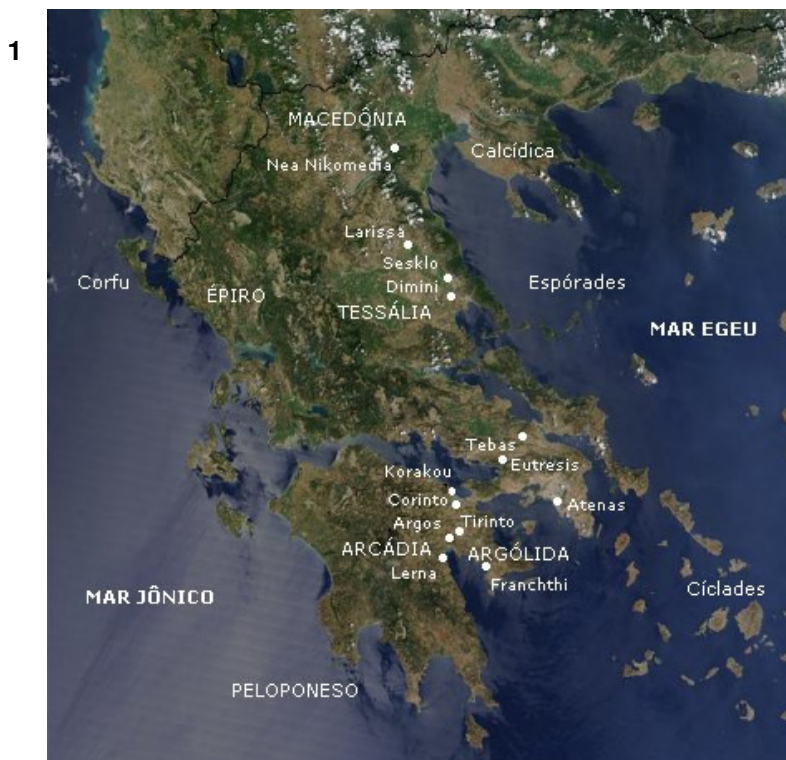 1
MACEDÔNIA
Nea Nikomedia
Calcídica
Larissa
Sesklo
Corfu
Dimini
Espórades
ÉPIRO
TESSÁLIA
MAR EGEU
Tebas
Eutresis
Korakou
Corinto
Atenas
Argos
Tirinto
ARCÁDIA
ARGÓLIDA
Lerna
Franchthi
Cíclades
MAR JÔNICO
PELOPONESO